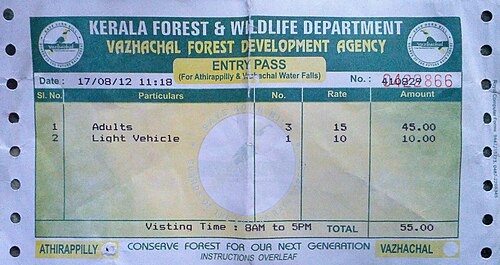 KERALA FOREST & WILDLIFE DEPARTMENT
VAZHACHAL FOREST DEVELOPMENT AGENCY
ENTRY PASS
(For Athirappilly & Vazhachal Water Falls)
Date : 17/08/12 11:18 No. : 410829
Sl. No. Particulars No. Rate Amount
1 Adults 3 15 45.00
2 Light Vehicle 1 10 10.00
Visting Time : 8AM to 5PM TOTAL 55.00
ATHIRAPPILLY CONSERVE FOREST FOR OUR NEXT GENERATION VAZHACHAL
INSTRUCTIONS OVERLEAF